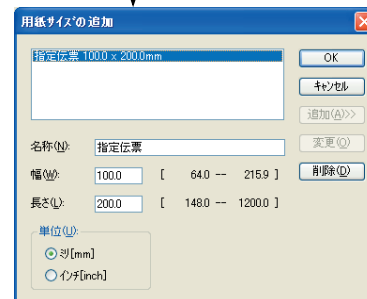 用紙ｻｲｽﾞの追加
指定伝票 100.0 x 200.0mm
OK
ｷｬﾝｾﾙ
追加(A)>>
変更(O)
削除(D)
名称(N): 指定伝票
幅(W): 100.0 [ 64.0 -- 215.9 ]
長さ(L): 200.0 [ 148.0 -- 1200.0 ]
単位(U):
ﾐﾘ[mm]
ｲﾝﾁ[inch]